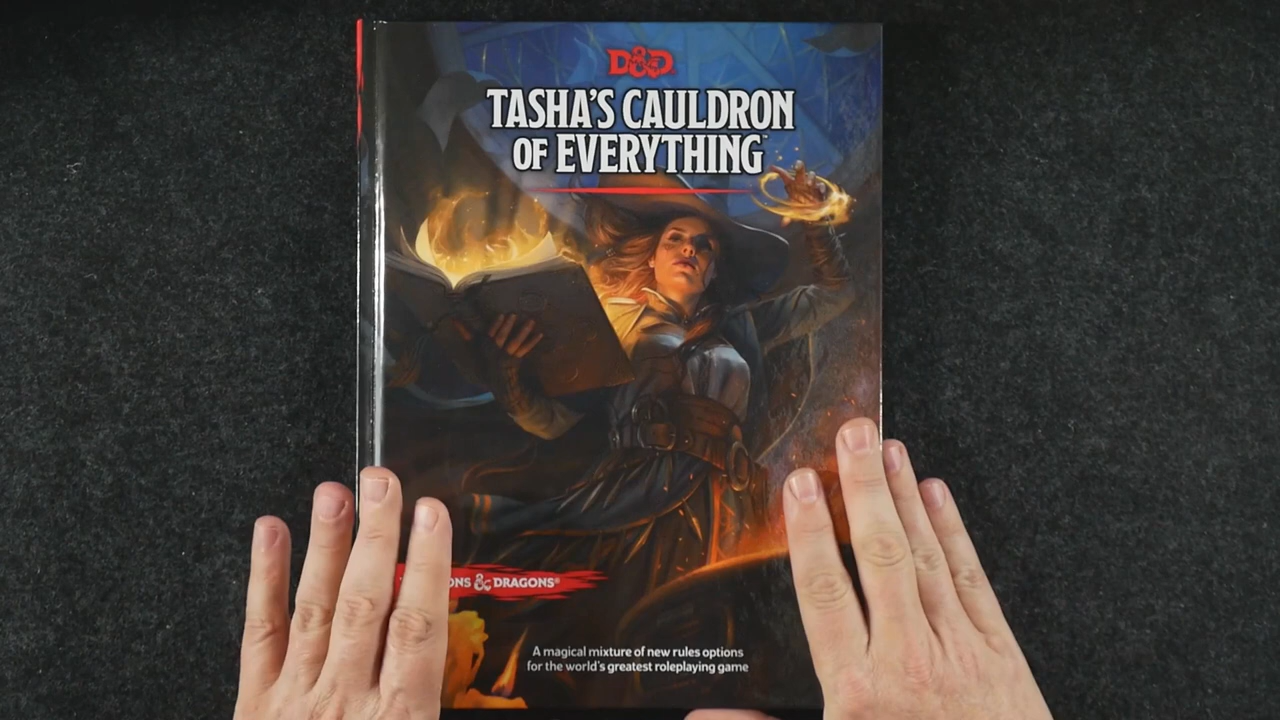 D&D
TASHA'S CAULDRON
OF EVERYTHING™
ONS & DRAGONS®
A magical mixture of new rules options
for the world's greatest roleplaying game